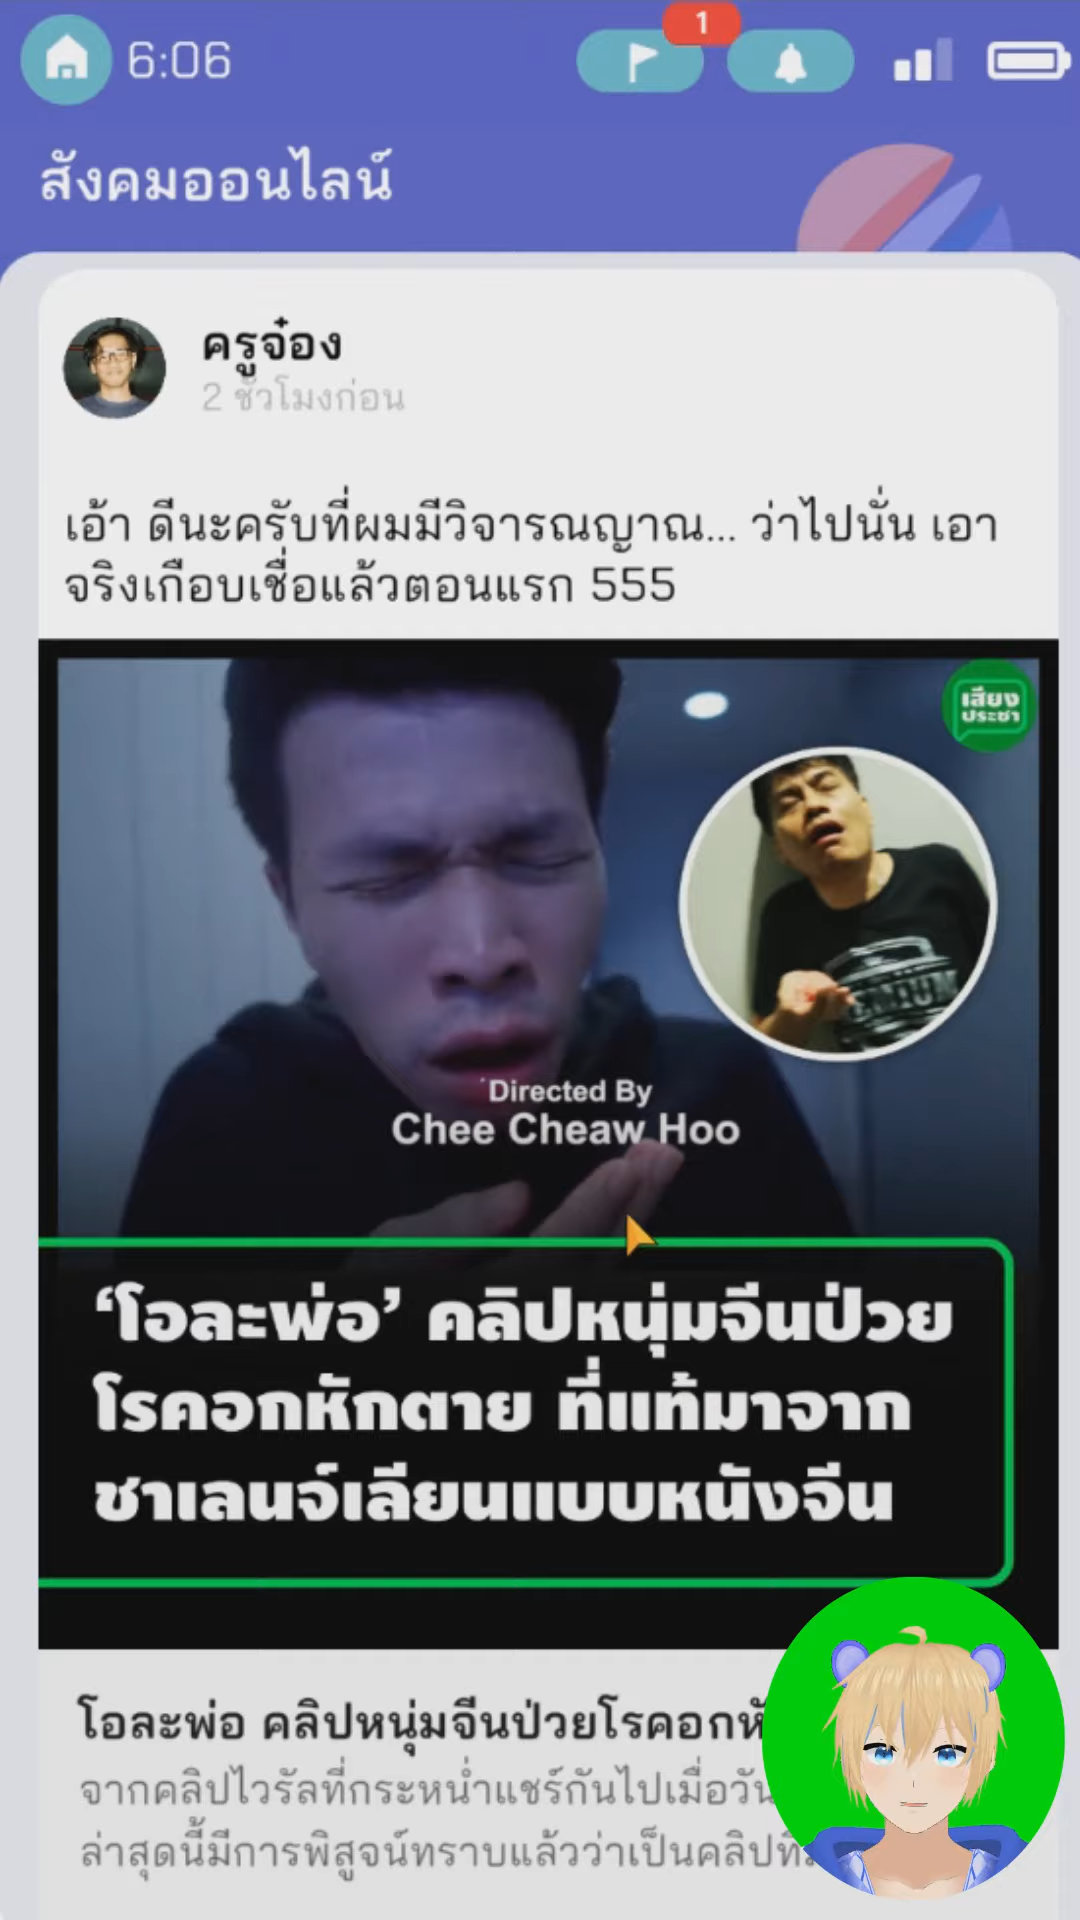 6:06
1
สังคมออนไลน์
ครูจ๋อง
2 ชั่วโมงก่อน
เอ้า ดีนะครับที่ผมมีวิจารณญาณ... ว่าไปนั่น เอา
จริงเกือบเชื่อแล้วตอนแรก 555
เสียง
ประชา
Directed By
Chee Cheaw Hoo
‘โอละพ่อ’ คลิปหนุ่มจีนป่วย
โรคอกหักตาย ที่แท้มาจาก
ชาเลนจ์เลียนแบบหนังจีน
โอละพ่อ คลิปหนุ่มจีนป่วยโรคอกหั
จากคลิปไวรัลที่กระหน่ำแชร์กันไปเมื่อวัน
ล่าสุดนี้มีการพิสูจน์ทราบแล้วว่าเป็นคลิป